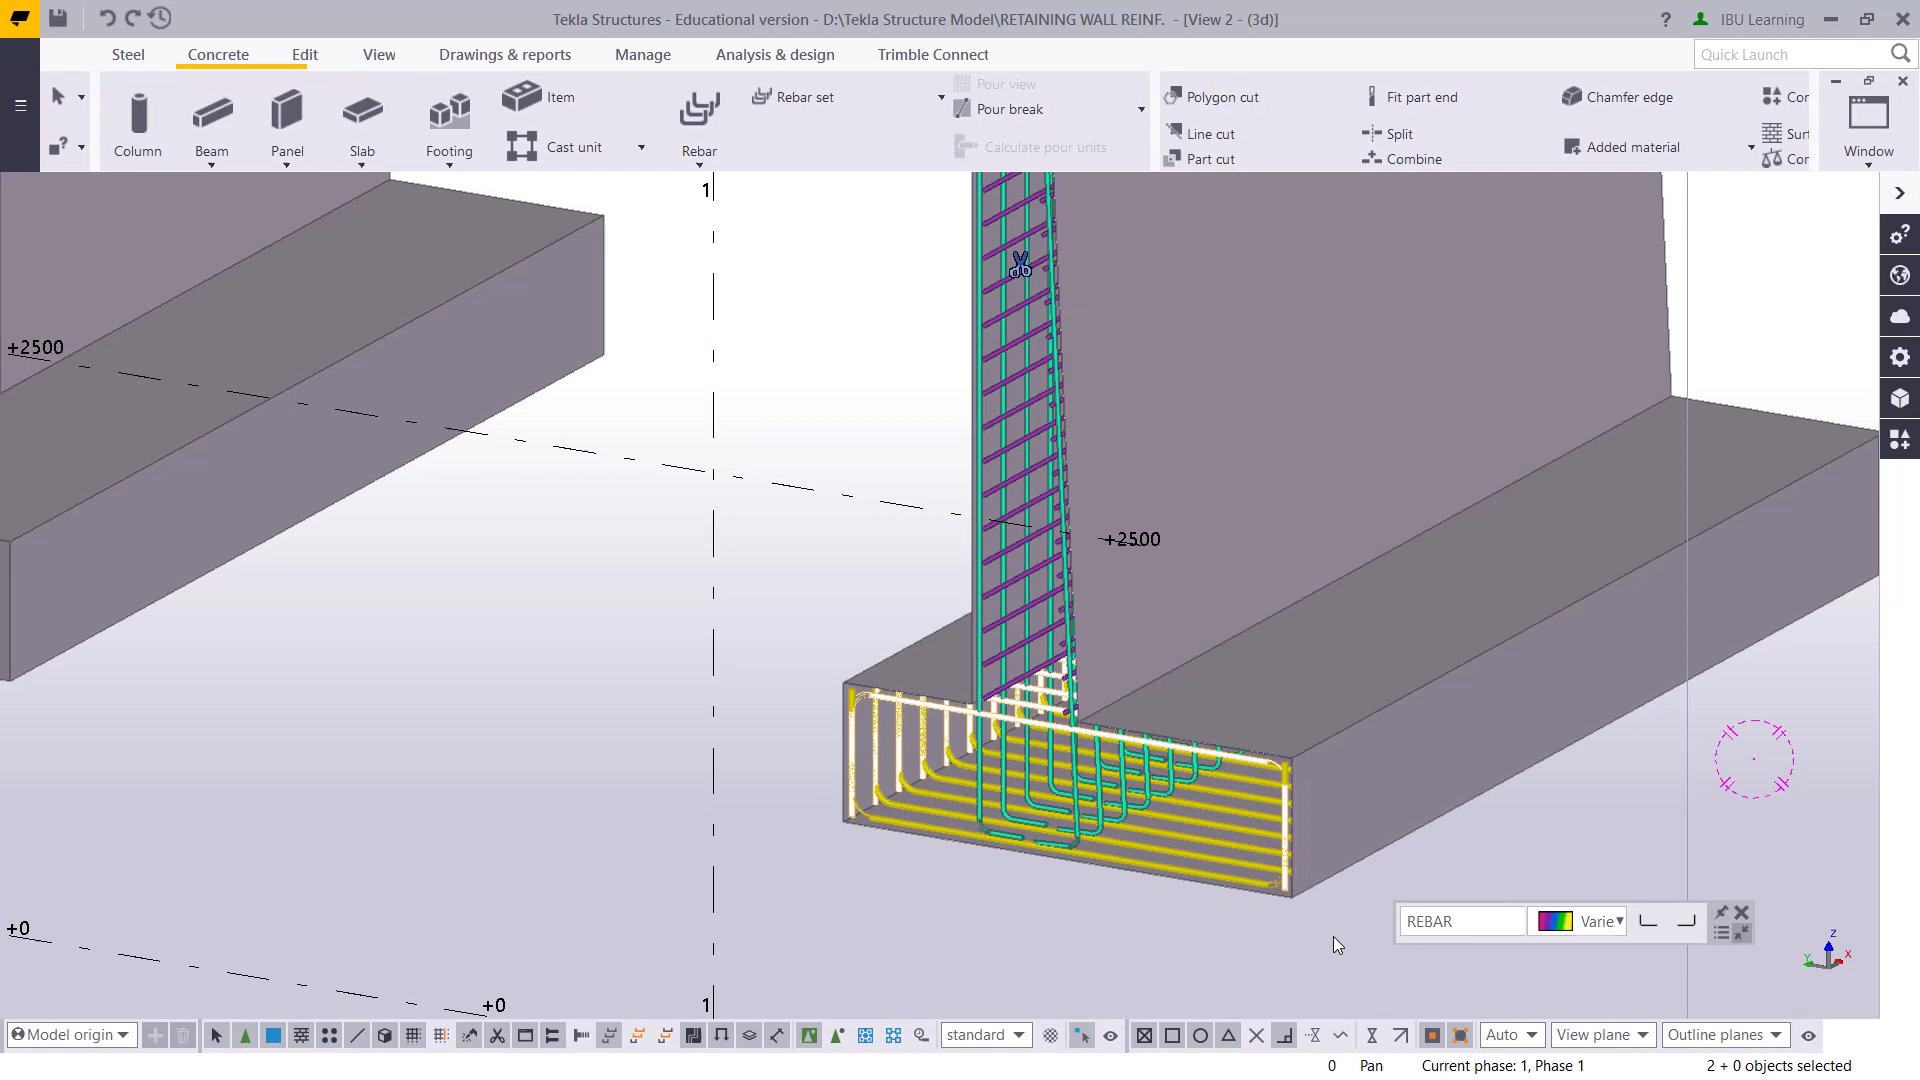 Tekla Structures - Educational version - D:\Tekla Structure Model\RETAINING WALL REINF. - [View 2 - (3d)]
? IBU Learning
Steel Concrete Edit View Drawings & reports Manage Analysis & design Trimble Connect
Quick Launch
Column
Beam
Panel
Slab
Footing
Item
Cast unit
Rebar
Rebar set
Pour view
Pour break
Calculate pour units
Polygon cut
Line cut
Part cut
Fit part end
Split
Combine
Chamfer edge
Added material
Cor
Sur
Cor
Window
1
+2500
+2500
+0
+0
1
REBAR
Varie
Z
Y
X
Model origin
standard
Auto
View plane
Outline planes
0 Pan Current phase: 1, Phase 1 2 + 0 objects selected